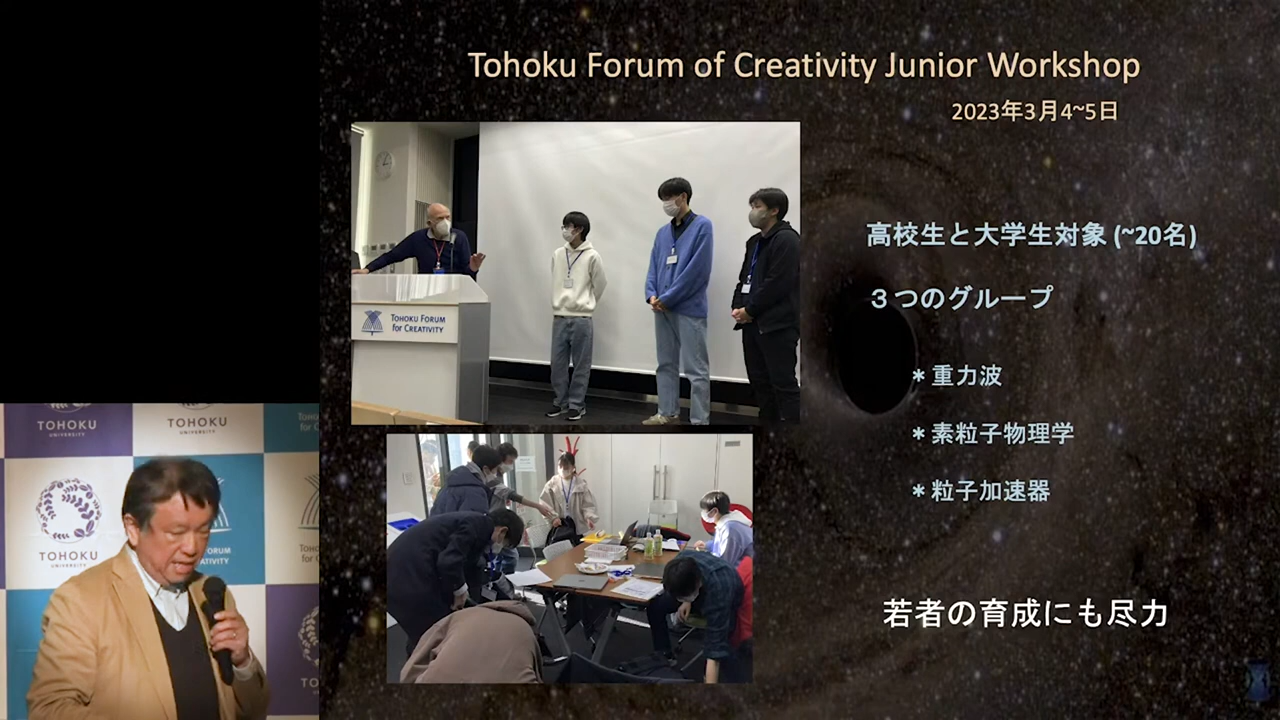 Tohoku Forum of Creativity Junior Workshop
2023年3月4~5日
高校生と大学生対象 (~20名)
３つのグループ
＊重力波
＊素粒子物理学
＊粒子加速器
若者の育成にも尽力
TOHOKU FORUM
for CREATIVITY
TOHOKU
UNIVERSITY
TOHOKU
UNIVERSITY
TOHOKU